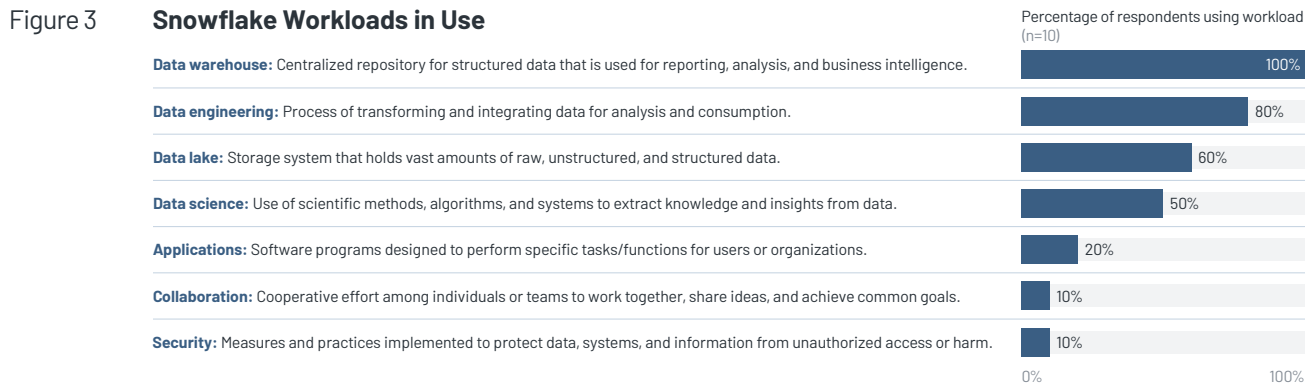 Figure 3
Snowflake Workloads in Use
Percentage of respondents using workload
(n=10)
Data warehouse: Centralized repository for structured data that is used for reporting, analysis, and business intelligence.
100%
Data engineering: Process of transforming and integrating data for analysis and consumption.
80%
Data lake: Storage system that holds vast amounts of raw, unstructured, and structured data.
60%
Data science: Use of scientific methods, algorithms, and systems to extract knowledge and insights from data.
50%
Applications: Software programs designed to perform specific tasks/functions for users or organizations.
20%
Collaboration: Cooperative effort among individuals or teams to work together, share ideas, and achieve common goals.
10%
Security: Measures and practices implemented to protect data, systems, and information from unauthorized access or harm.
10%
0%
100%